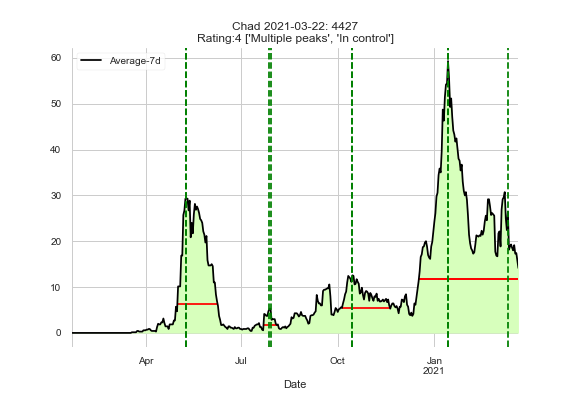 Chad 2021-03-22: 4427
Rating:4 ['Multiple peaks', 'In control']
Average-7d
60
50
40
30
20
10
0
Apr
Jul
Oct
Jan
2021
Date